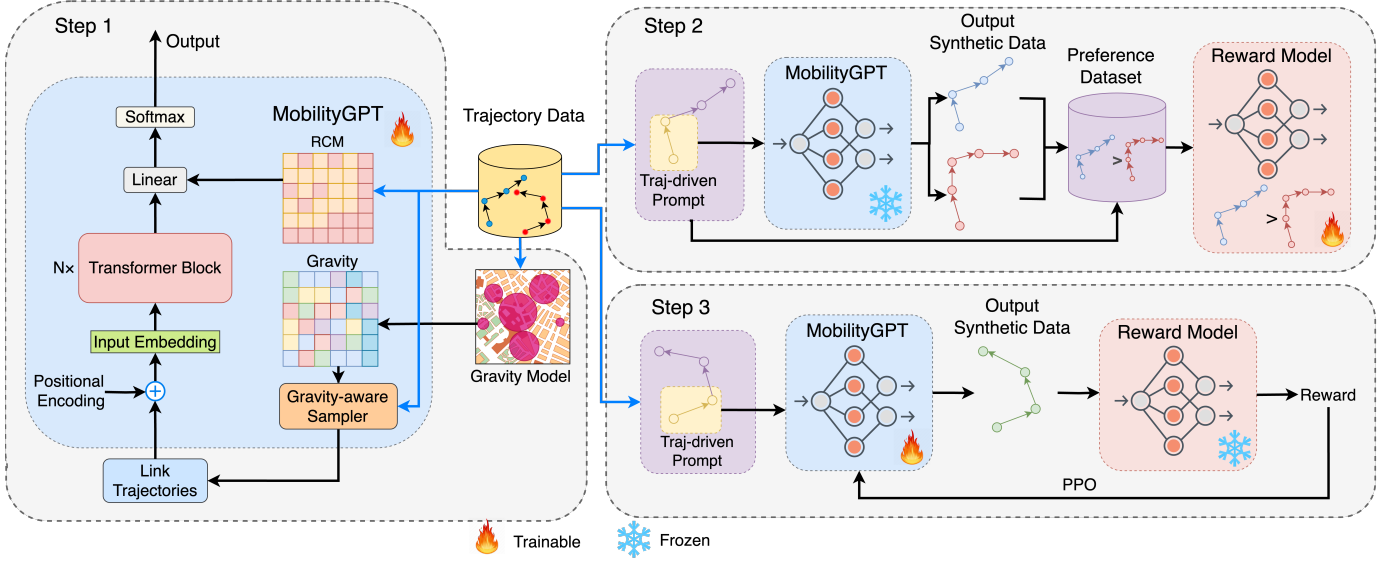 Step 1
Output
MobilityGPT
Softmax
RCM
Linear
N×
Transformer Block
Gravity
Input Embedding
Positional
Encoding
+
Gravity-aware
Sampler
Link
Trajectories
Trajectory Data
Gravity Model
Step 2
Traj-driven
Prompt
MobilityGPT
Output
Synthetic Data
Preference
Dataset
>
Reward Model
>
Step 3
Traj-driven
Prompt
MobilityGPT
Output
Synthetic Data
Reward Model
Reward
PPO
Trainable
Frozen